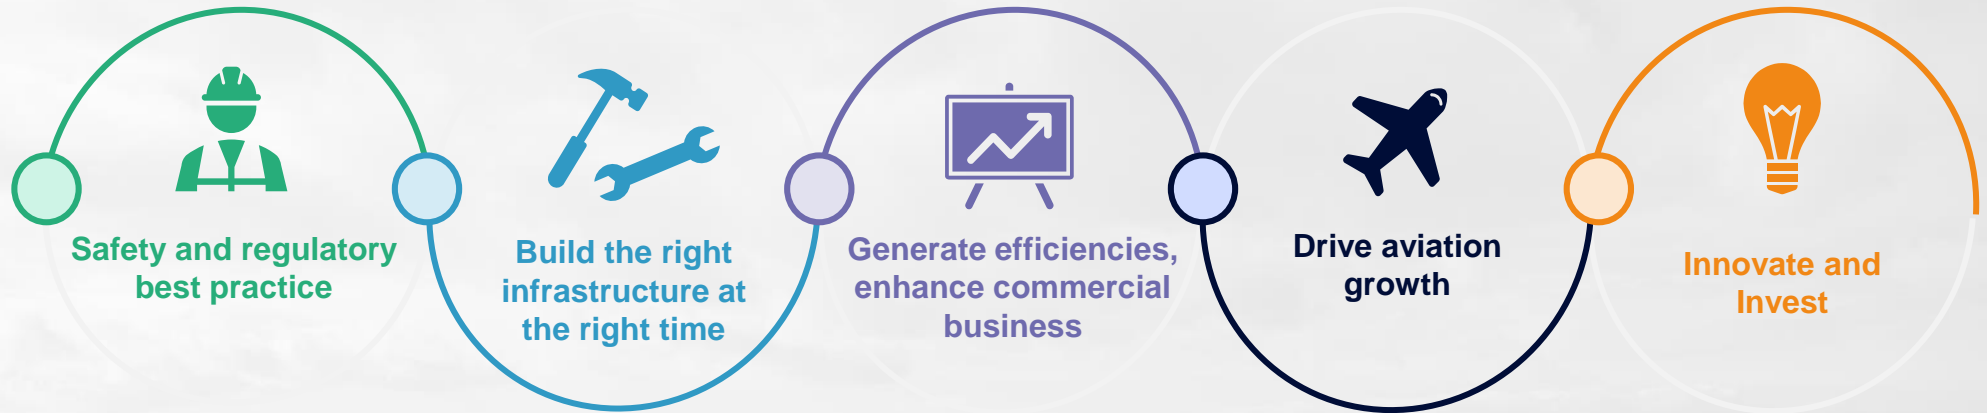 Safety and regulatory
best practice
Build the right
infrastructure at
the right time
Generate efficiencies,
enhance commercial
business
Drive aviation
growth
Innovate and
Invest